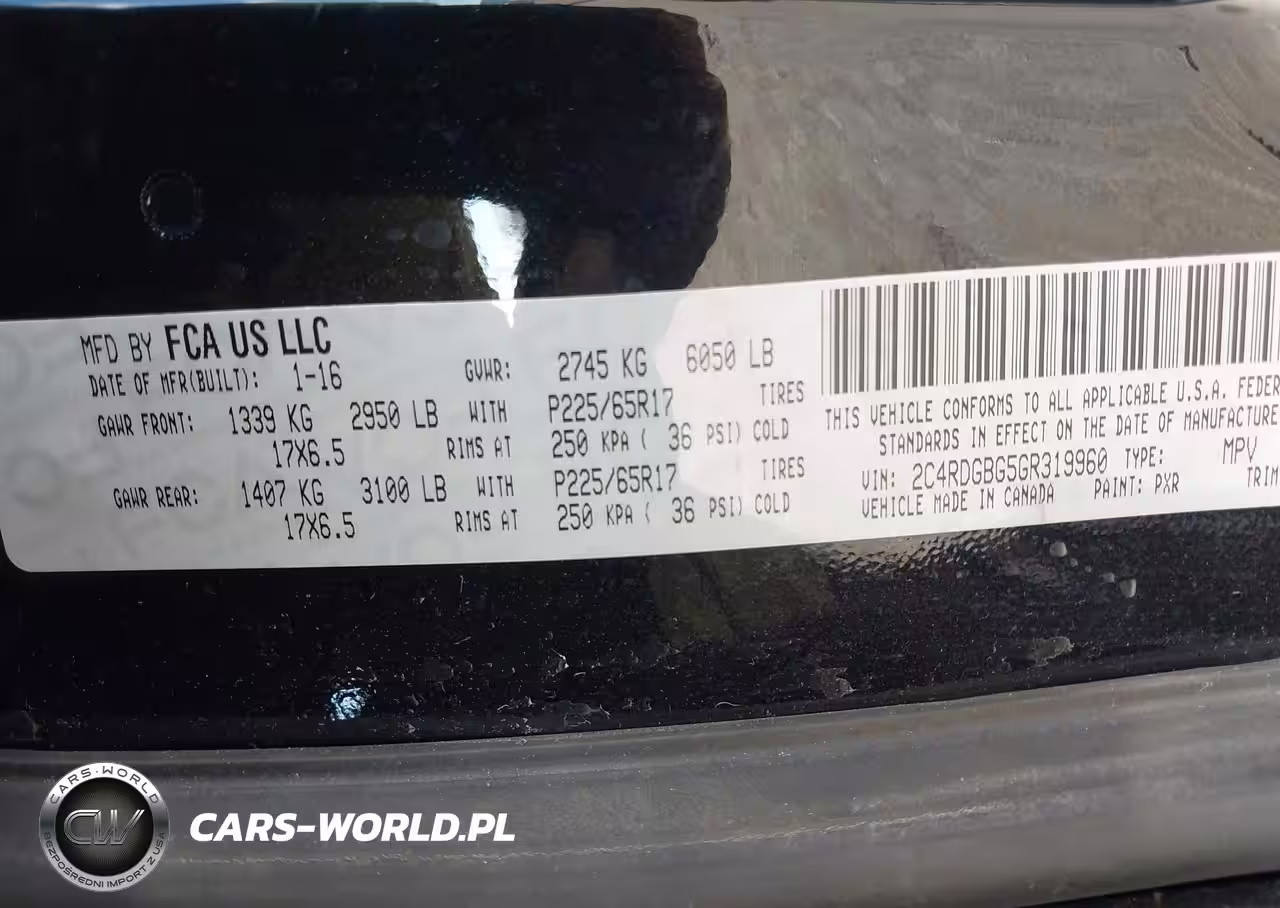 MFD BY FCA US LLC
DATE OF MFR(BUILT): 1-16 GVWR: 2745 KG 6050 LB
GAWR FRONT: 1339 KG 2950 LB WITH P225/65R17 TIRES
17X6.5 RIMS AT 250 KPA ( 36 PSI) COLD
GAWR REAR: 1407 KG 3100 LB WITH P225/65R17 TIRES
17X6.5 RIMS AT 250 KPA ( 36 PSI) COLD
THIS VEHICLE CONFORMS TO ALL APPLICABLE U.S.A. FEDER
STANDARDS IN EFFECT ON THE DATE OF MANUFACTURE
VIN: 2C4RDGBG5GR319960 TYPE: MPV
VEHICLE MADE IN CANADA PAINT: PXR TRIM
CARS-WORLD
CW
BEZPOŚREDNI IMPORT Z USA
CARS-WORLD.PL